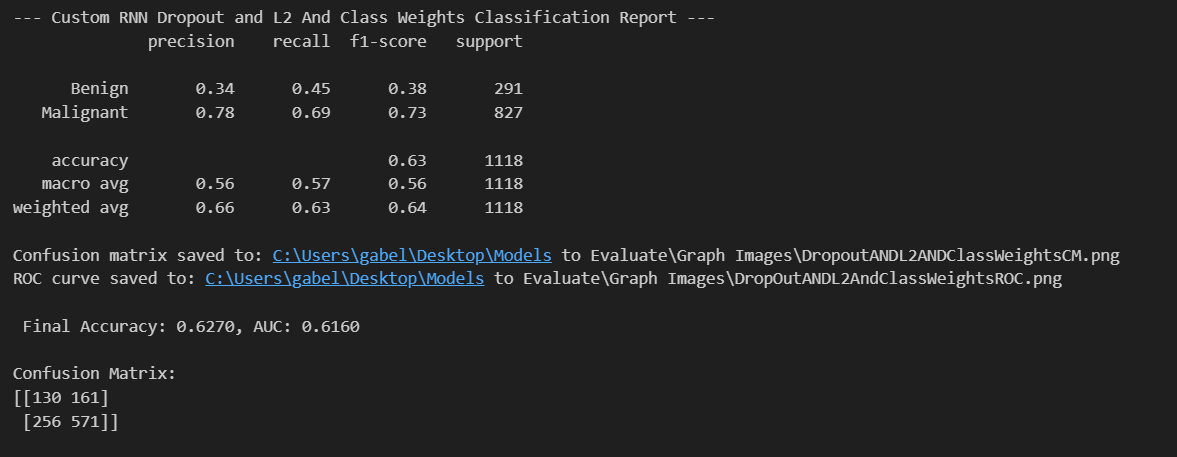 --- Custom RNN Dropout and L2 And Class Weights Classification Report ---
precision recall f1-score support
Benign 0.34 0.45 0.38 291
Malignant 0.78 0.69 0.73 827
accuracy 0.63 1118
macro avg 0.56 0.57 0.56 1118
weighted avg 0.66 0.63 0.64 1118
Confusion matrix saved to: C:\Users\gabel\Desktop\Models to Evaluate\Graph Images\DropoutANDL2ANDClassWeightsCM.png
ROC curve saved to: C:\Users\gabel\Desktop\Models to Evaluate\Graph Images\DropOutANDL2AndClassWeightsROC.png
Final Accuracy: 0.6270, AUC: 0.6160
Confusion Matrix:
[[130 161]
[256 571]]